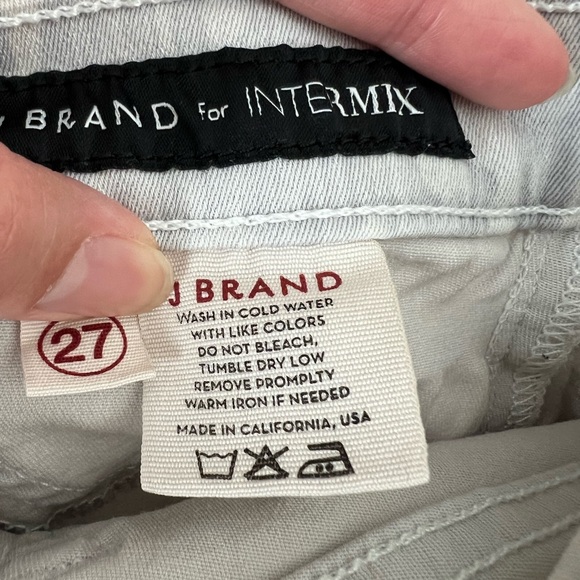 BRAND for INTERMIX
J BRAND
WASH IN COLD WATER
WITH LIKE COLORS
DO NOT BLEACH,
TUMBLE DRY LOW
REMOVE PROMPTLY
WARM IRON IF NEEDED
MADE IN CALIFORNIA, USA
27